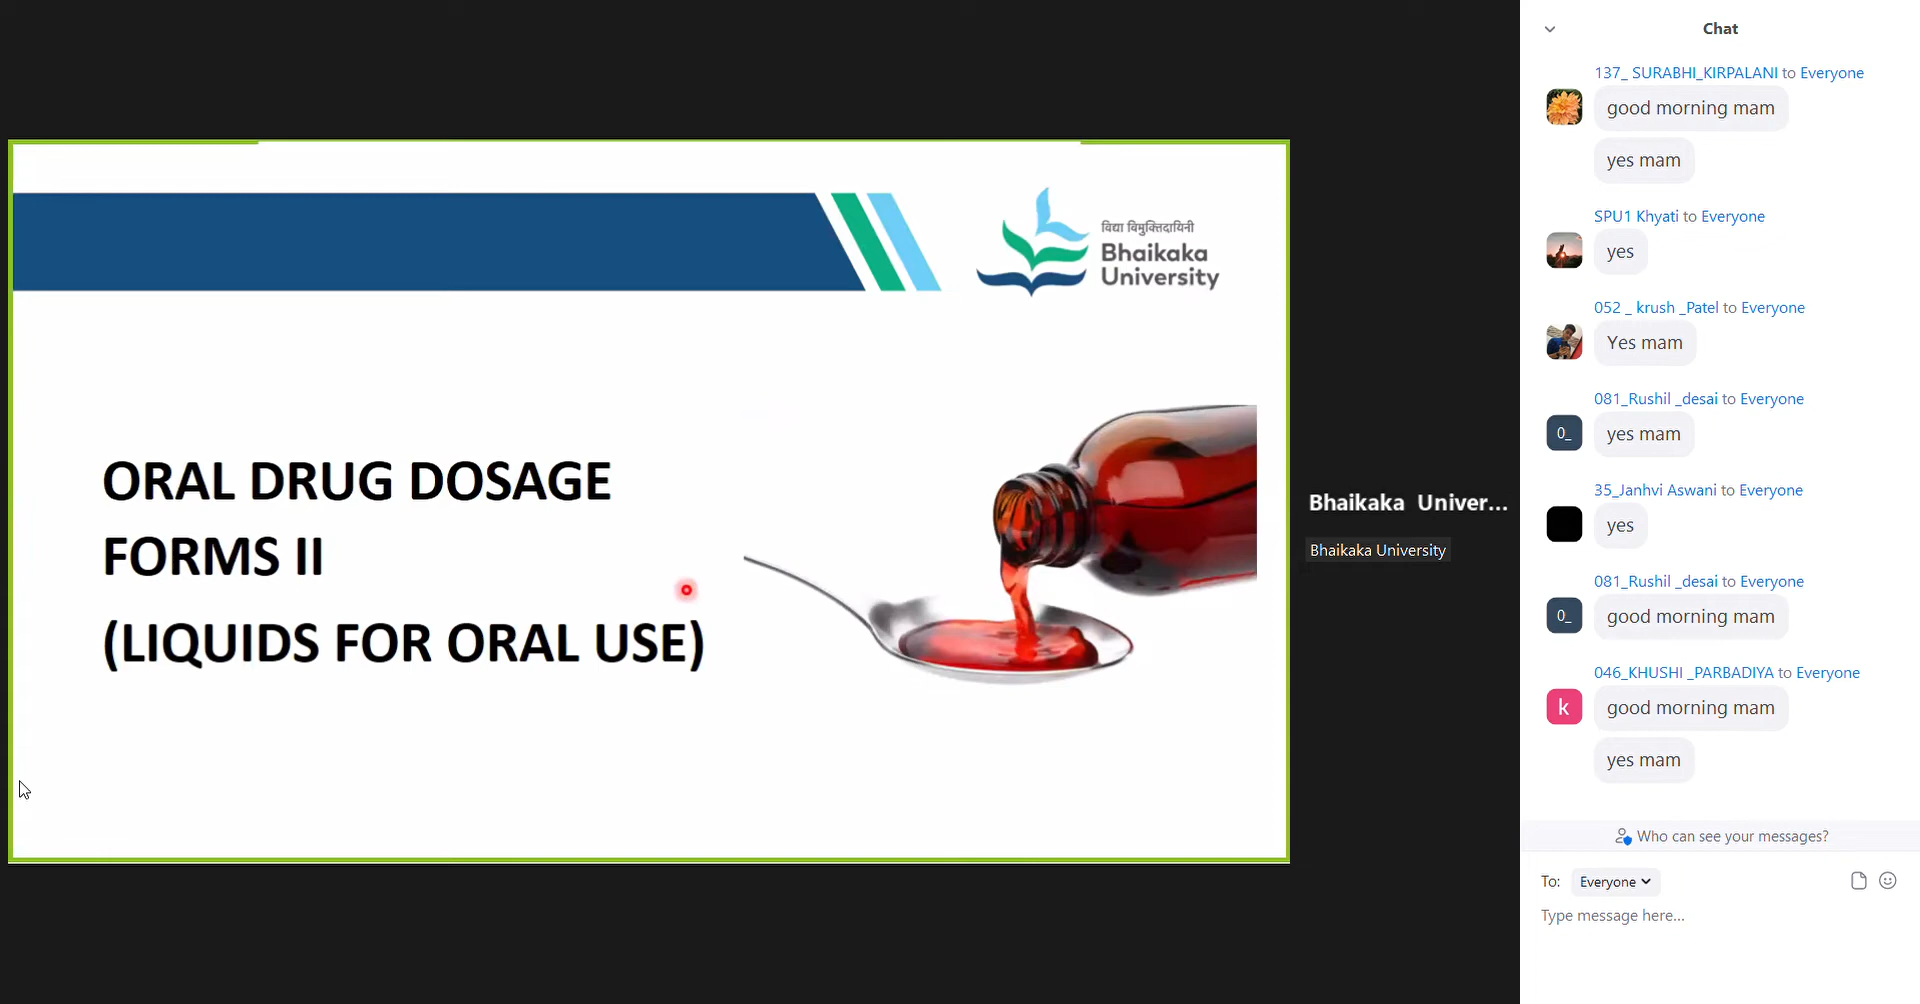 विद्या विमुक्तिदायिनी
Bhaikaka
University
ORAL DRUG DOSAGE
FORMS II
(LIQUIDS FOR ORAL USE)
Bhaikaka Univer...
Bhaikaka University
Chat
137_ SURABHI_KIRPALANI to Everyone
good morning mam
yes mam
SPU1 Khyati to Everyone
yes
052 _ krush _Patel to Everyone
Yes mam
081_Rushil _desai to Everyone
0_
yes mam
35_Janhvi Aswani to Everyone
yes
081_Rushil _desai to Everyone
0_
good morning mam
046_KHUSHI _PARBADIYA to Everyone
k
good morning mam
yes mam
Who can see your messages?
To: Everyone
Type message here...